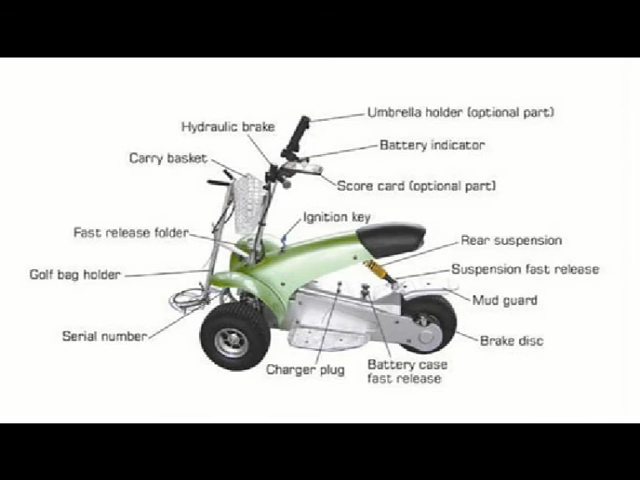 Umbrella holder (optional part)
Hydraulic brake
Battery indicator
Carry basket
Score card (optional part)
Ignition key
Fast release folder
Rear suspension
Golf bag holder
Suspension fast release
Mud guard
Serial number
Brake disc
Charger plug
Battery case
fast release